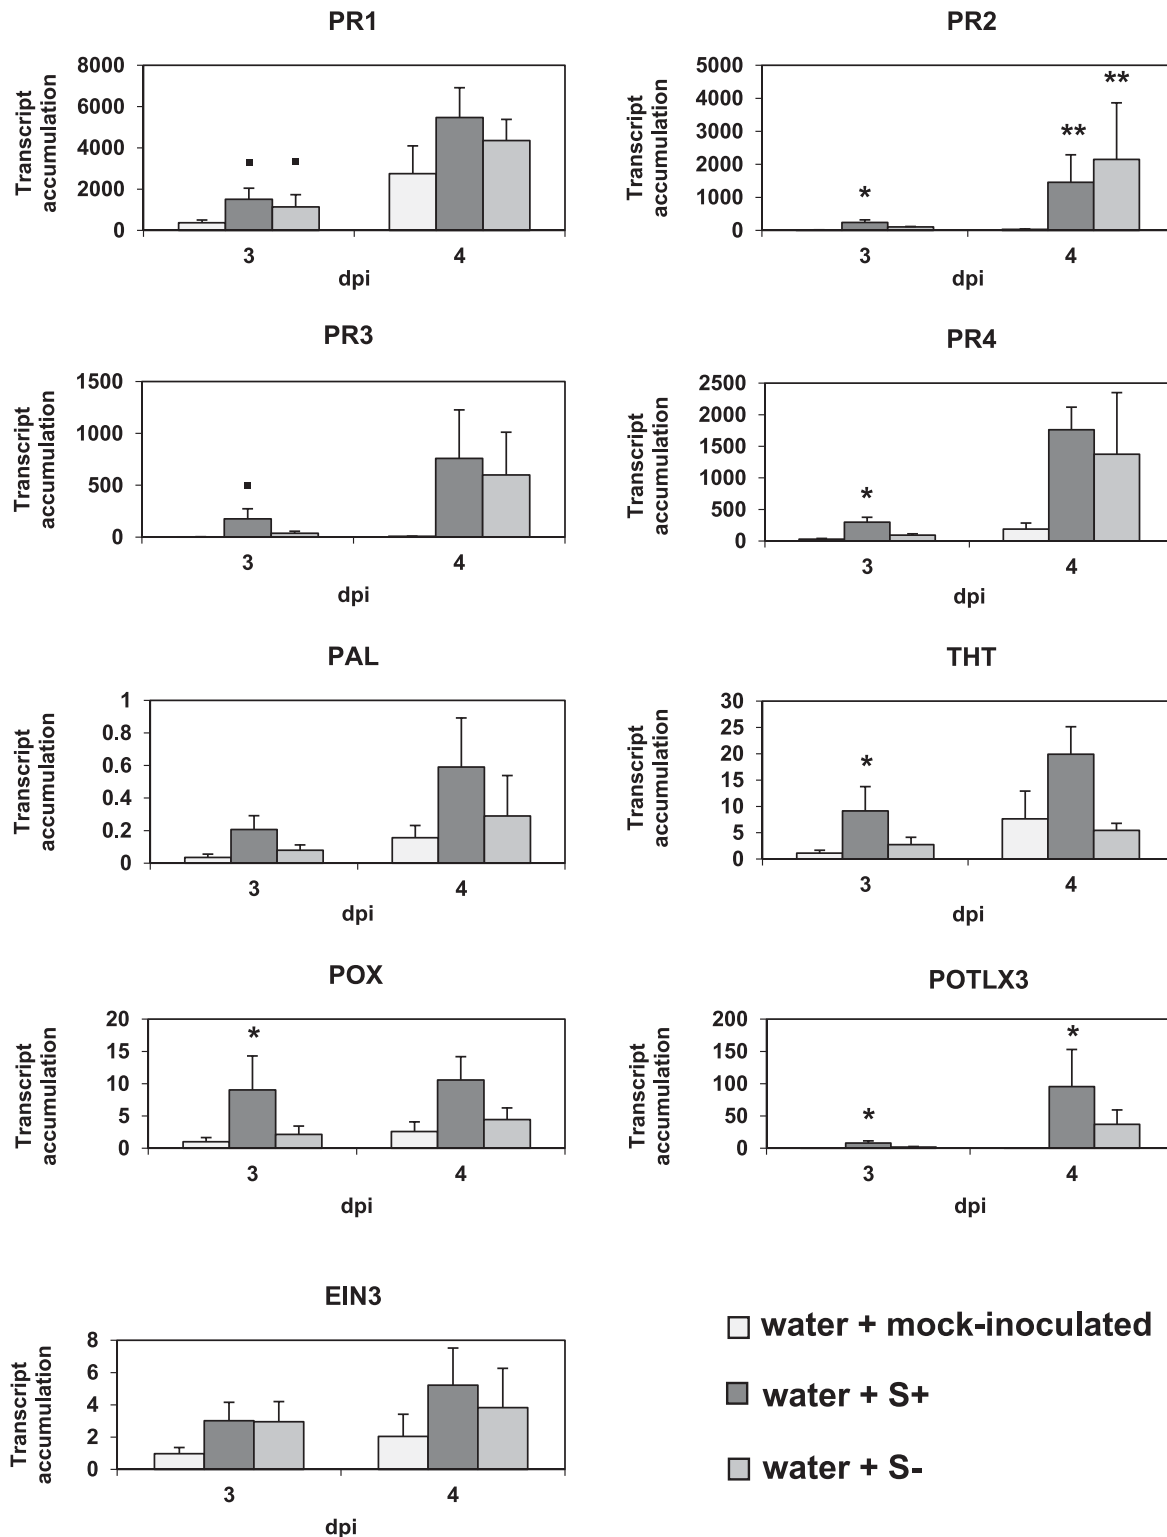 PR1
Transcript
accumulation
8000
6000
4000
2000
0
3
4
dpi
PR2
Transcript
accumulation
5000
4000
3000
2000
1000
0
*
**
**
3
4
dpi
PR3
Transcript
accumulation
1500
1000
500
0
3
4
dpi
PR4
Transcript
accumulation
2500
2000
1500
1000
500
0
*
3
4
dpi
PAL
Transcript
accumulation
1
0.8
0.6
0.4
0.2
0
3
4
dpi
THT
Transcript
accumulation
30
25
20
15
10
5
0
*
3
4
dpi
POX
Transcript
accumulation
20
15
10
5
0
*
3
4
dpi
POTLX3
Transcript
accumulation
200
150
100
50
0
*
*
3
4
dpi
EIN3
Transcript
accumulation
8
6
4
2
0
3
4
dpi
water + mock-inoculated
water + S+
water + S-